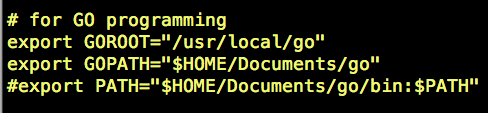 # for GO programming
export GOROOT="/usr/local/go"
export GOPATH="$HOME/Documents/go"
#export PATH="$HOME/Documents/go/bin:$PATH"